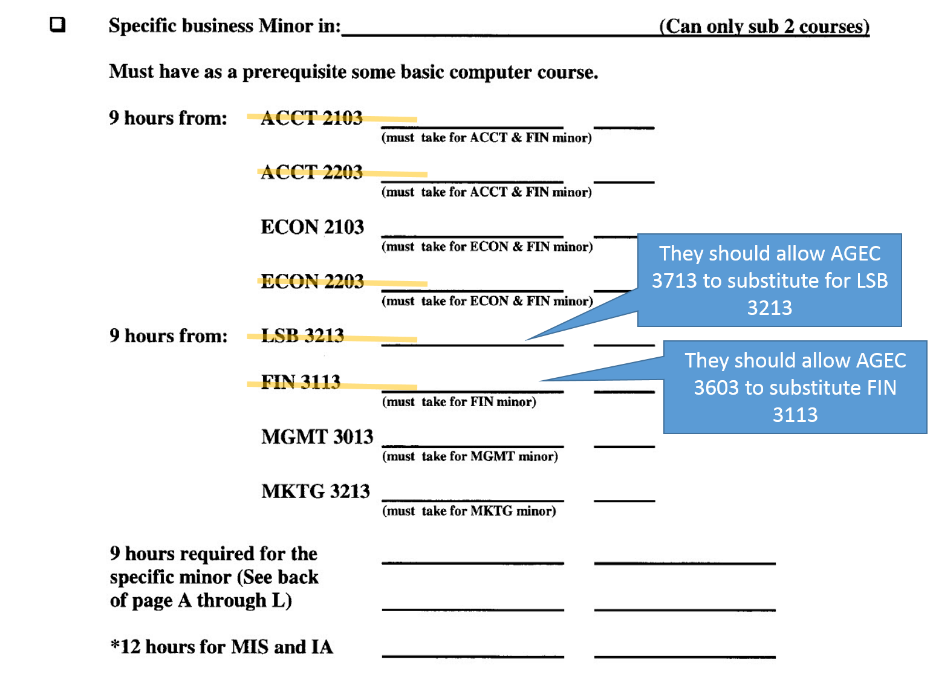 Specific business Minor in: (Can only sub 2 courses)
Must have as a prerequisite some basic computer course.
9 hours from: ACCT 2103
(must take for ACCT & FIN minor)
ACCT 2203
(must take for ACCT & FIN minor)
ECON 2103
(must take for ECON & FIN minor)
ECON 2203
(must take for ECON & FIN minor)
They should allow AGEC
3713 to substitute for LSB
3213
9 hours from: LSB 3213
FIN 3113
(must take for FIN minor)
They should allow AGEC
3603 to substitute FIN
3113
MGMT 3013
(must take for MGMT minor)
MKTG 3213
(must take for MKTG minor)
9 hours required for the
specific minor (See back
of page A through L)
*12 hours for MIS and IA